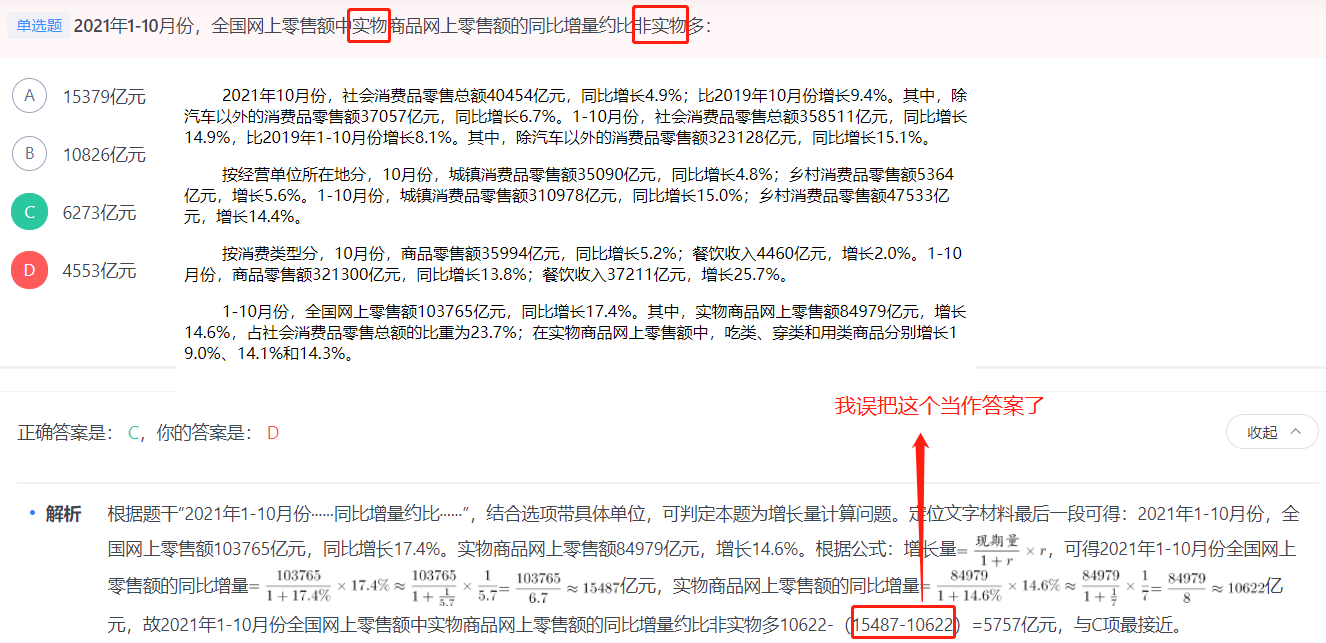 单选题 2021年1-10月份，全国网上零售额中实物商品网上零售额的同比增量约比非实物多：
A 15379亿元
B 10826亿元
C 6273亿元
D 4553亿元
2021年10月份，社会消费品零售总额40454亿元，同比增长4.9%；比2019年10月份增长9.4%。其中，除
汽车以外的消费品零售额37057亿元，同比增长6.7%。1-10月份，社会消费品零售总额358511亿元，同比增长
14.9%，比2019年1-10月份增长8.1%。其中，除汽车以外的消费品零售额323128亿元，同比增长15.1%。
按经营单位所在地分，10月份，城镇消费品零售额35090亿元，同比增长4.8%；乡村消费品零售额5364
亿元，增长5.6%。1-10月份，城镇消费品零售额310978亿元，同比增长15.0%；乡村消费品零售额47533亿
元，增长14.4%。
按消费类型分，10月份，商品零售额35994亿元，同比增长5.2%；餐饮收入4460亿元，增长2.0%。1-10
月份，商品零售额321300亿元，同比增长13.8%；餐饮收入37211亿元，增长25.7%。
1-10月份，全国网上零售额103765亿元，同比增长17.4%。其中，实物商品网上零售额84979亿元，增长
14.6%，占社会消费品零售总额的比重为23.7%；在实物商品网上零售额中，吃类、穿类和用类商品分别增长1
9.0%、14.1%和14.3%。
我误把这个当作答案了
正确答案是： C， 你的答案是： D
收起
• 解析 根据题干“2021年1-10月份……同比增量约比……”，结合选项带具体单位，可判定本题为增长量计算问题。定位文字材料最后一段可得：2021年1-10月份，全
国网上零售额103765亿元，同比增长17.4%。实物商品网上零售额84979亿元，增长14.6%。根据公式：增长量=现期量/(1+r)×r，可得2021年1-10月份全国网上
零售额的同比增量=103765/(1+17.4%)×17.4%≈103765/(1+1/5.7)×1/5.7=103765/6.7≈15487亿元，实物商品网上零售额的同比增量=84979/(1+14.6%)×14.6%≈84979/(1+1/7)×1/7=84979/8≈10622亿
元，故2021年1-10月份全国网上零售额中实物商品网上零售额的同比增量约比非实物多10622-（15487-10622）=5757亿元，与C项最接近。